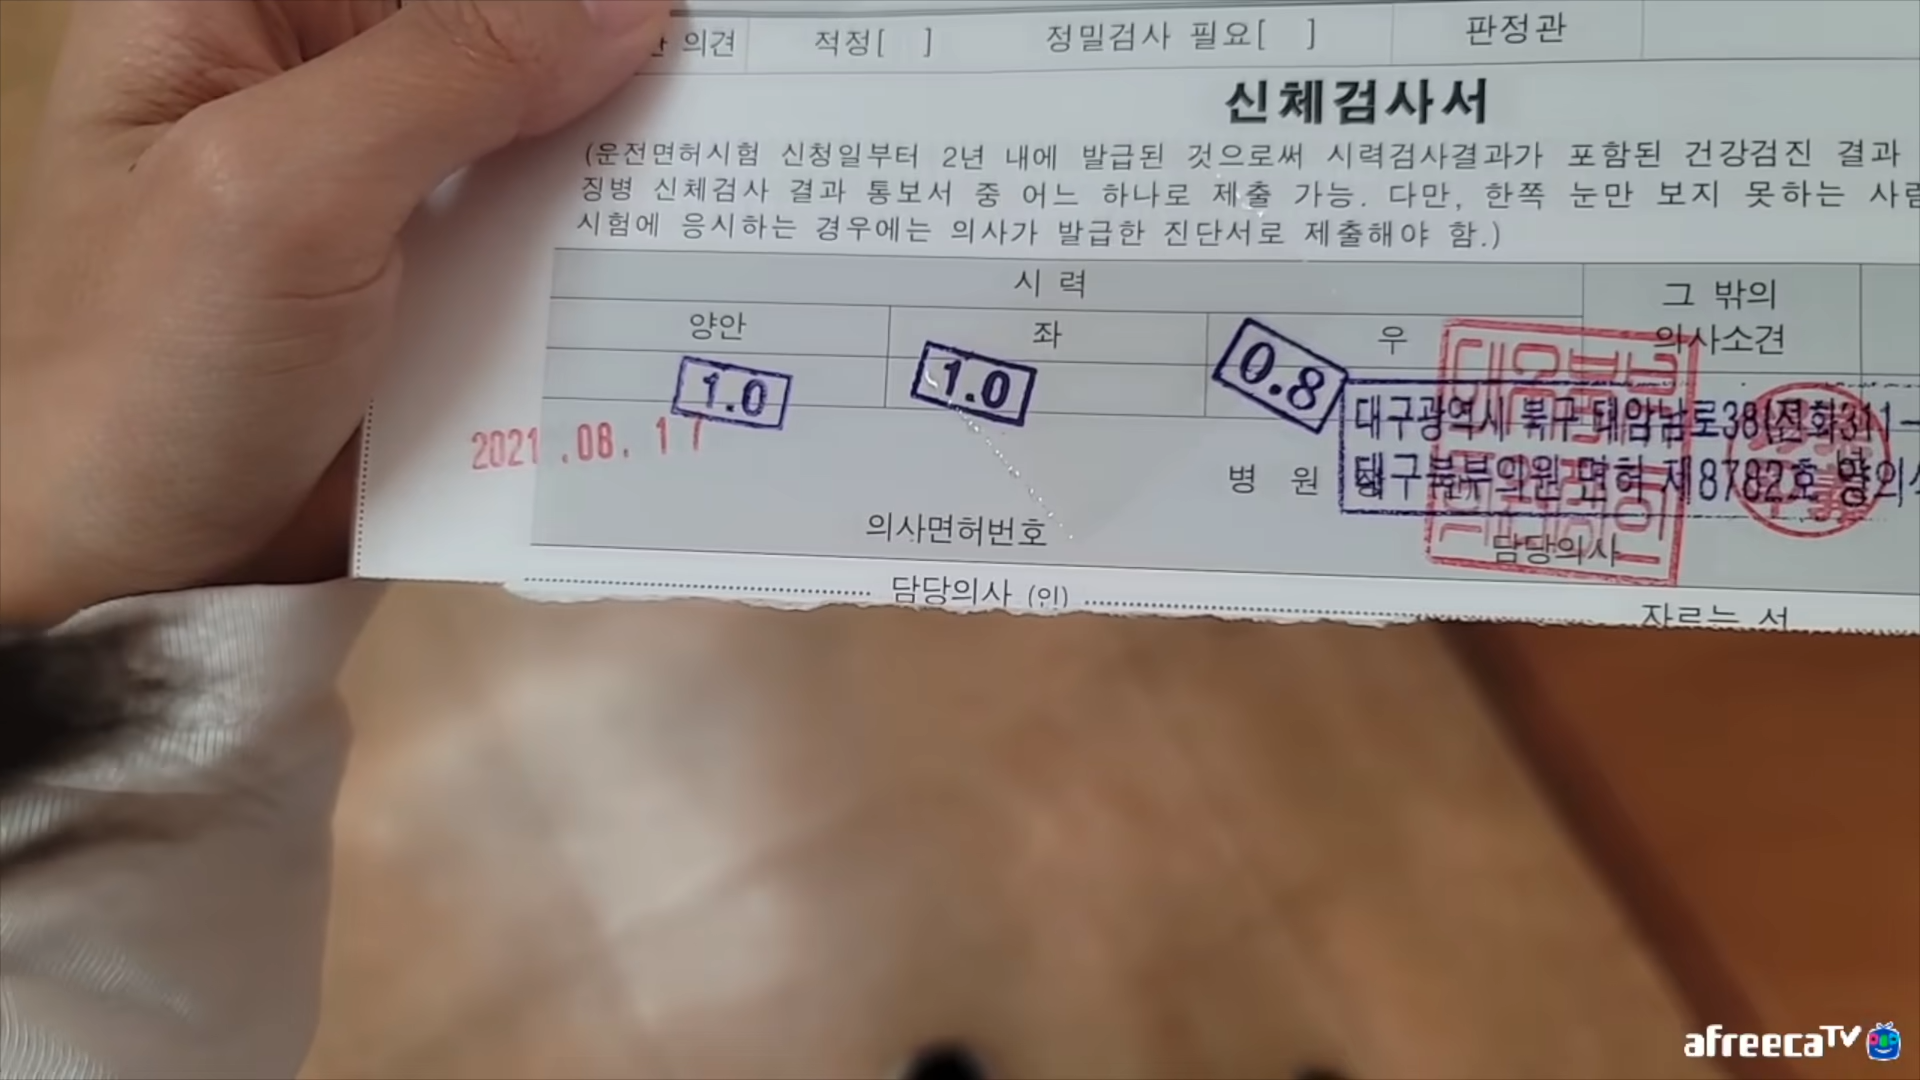 의견 적정[ ] 정밀검사 필요[ ] 판정관
신체검사서
(운전면허시험 신청일부터 2년 내에 발급된 것으로써 시력검사결과가 포함된 건강검진 결과
징병 신체검사 결과 통보서 중 어느 하나로 제출 가능. 다만, 한쪽 눈만 보지 못하는 사람
시험에 응시하는 경우에는 의사가 발급한 진단서로 제출해야 함.)
시 력
그 밖의
의사소견
양안 좌 우
1.0 1.0 0.8
2021.08.17
대구광역시 북구 태암남로38(전화311-
병 원
대구북부의원 면허 제8782호 양의
의사면허번호
담당의사
담당의사 (인)
자르는 선
afreecaTV